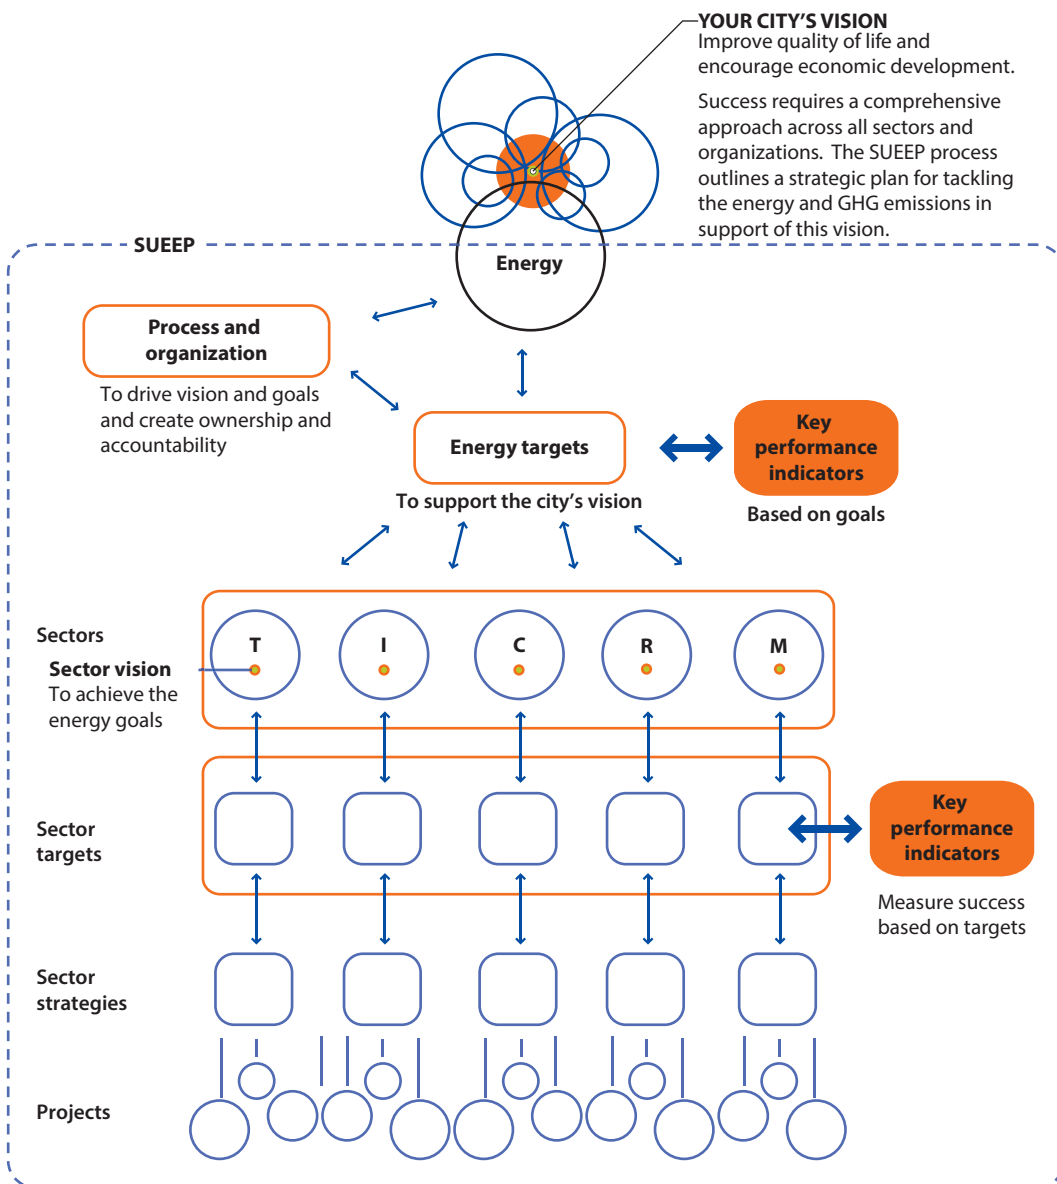 YOUR CITY'S VISION
Improve quality of life and
encourage economic development.
Success requires a comprehensive
approach across all sectors and
organizations. The SUEEP process
outlines a strategic plan for tackling
the energy and GHG emissions in
support of this vision.
SUEEP
Energy
Process and
organization
To drive vision and goals
and create ownership and
accountability
Energy targets
To support the city's vision
Key
performance
indicators
Based on goals
Sectors
T I C R M
Sector vision
To achieve the
energy goals
Sector
targets
Key
performance
indicators
Measure success
based on targets
Sector
strategies
Projects